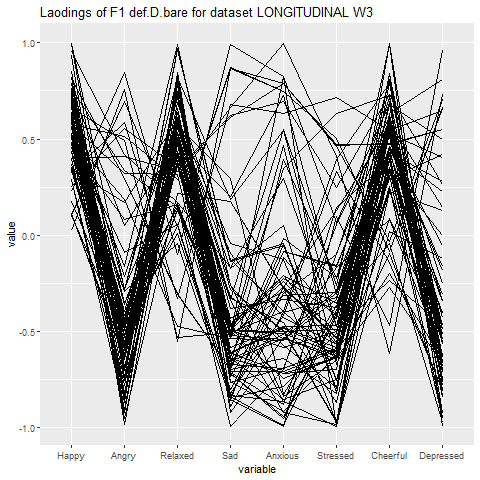 Laodings of F1 def.D.bare for dataset LONGITUDINAL W3
1.0
0.5
0.0
-0.5
-1.0
value
Happy Angry Relaxed Sad Anxious Stressed Cheerful Depressed
variable